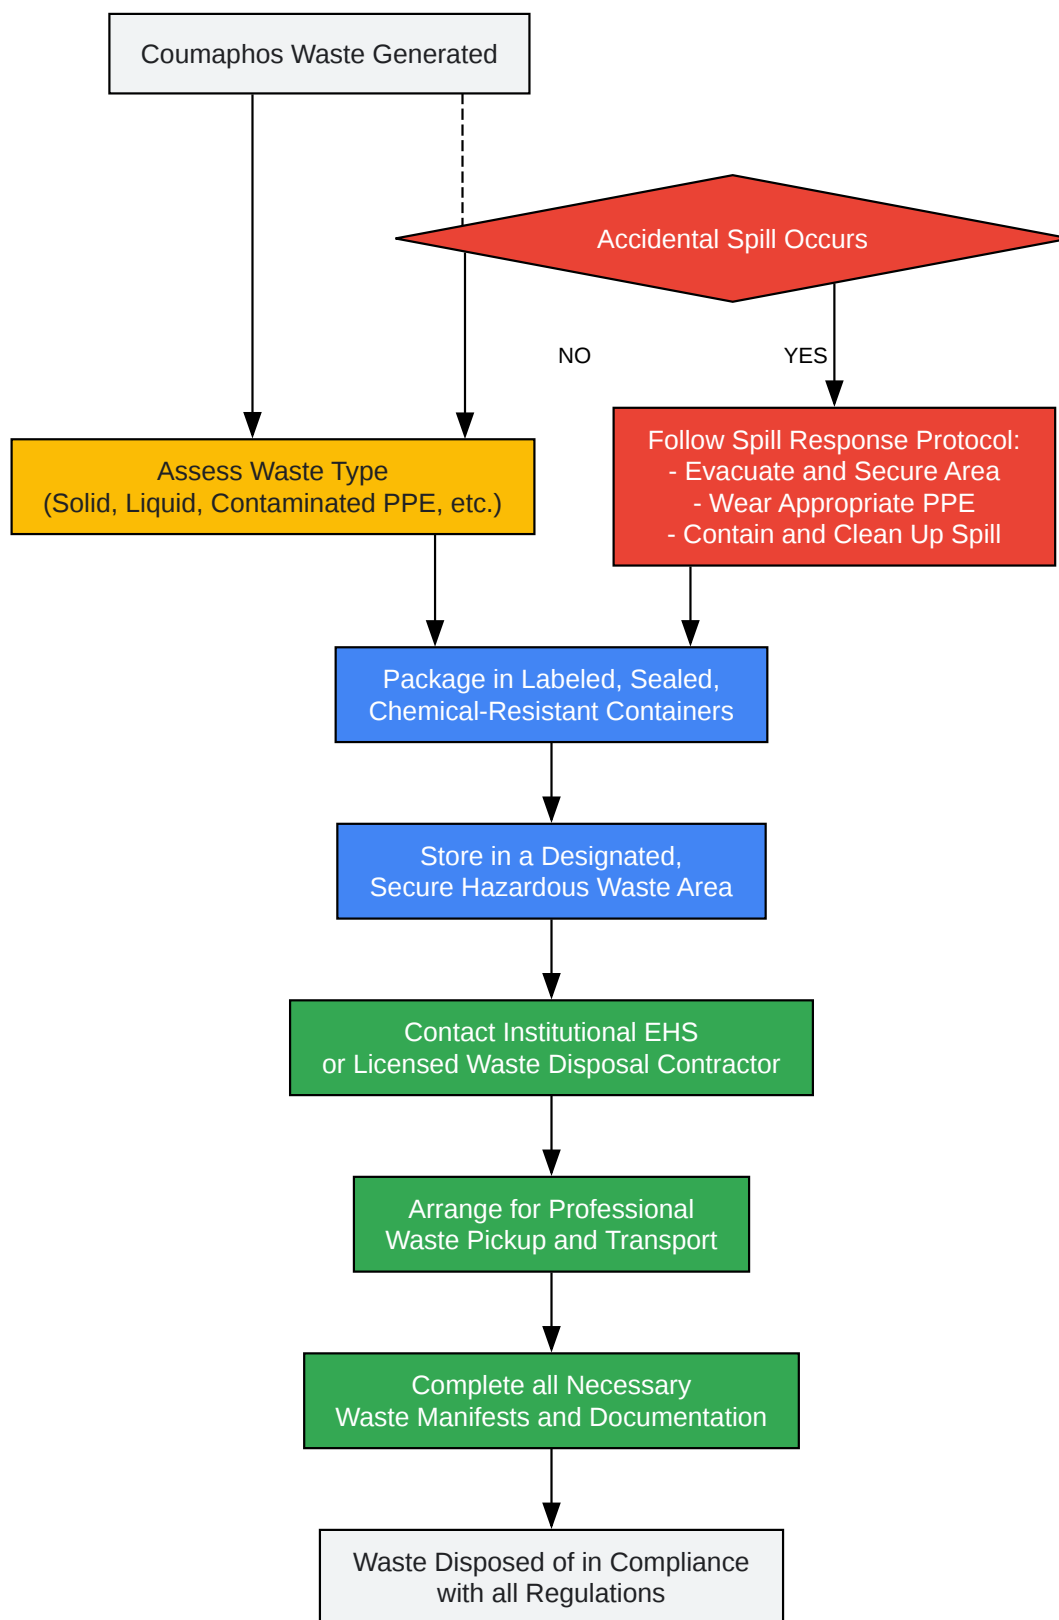 Coumaphos Waste Generated
Accidental Spill Occurs
NO
YES
Assess Waste Type
(Solid, Liquid, Contaminated PPE, etc.)
Follow Spill Response Protocol:
- Evacuate and Secure Area
- Wear Appropriate PPE
- Contain and Clean Up Spill
Package in Labeled, Sealed,
Chemical-Resistant Containers
Store in a Designated,
Secure Hazardous Waste Area
Contact Institutional EHS
or Licensed Waste Disposal Contractor
Arrange for Professional
Waste Pickup and Transport
Complete all Necessary
Waste Manifests and Documentation
Waste Disposed of in Compliance
with all Regulations